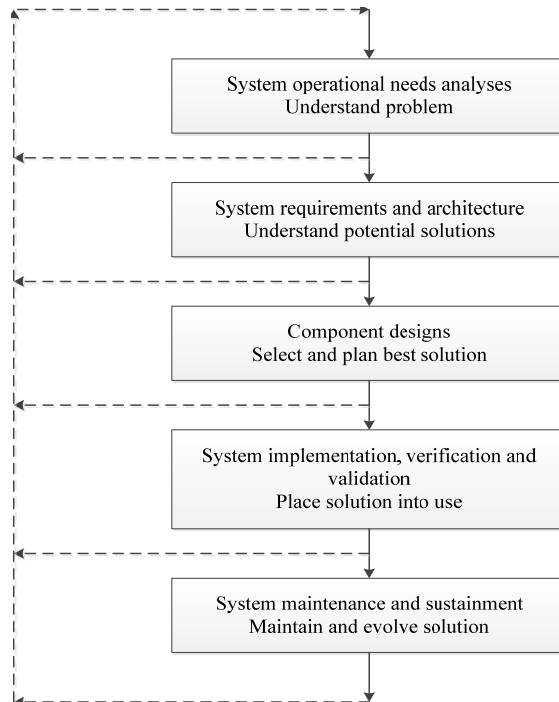 System operational needs analyses
Understand problem
System requirements and architecture
Understand potential solutions
Component designs
Select and plan best solution
System implementation, verification and
validation
Place solution into use
System maintenance and sustainment
Maintain and evolve solution